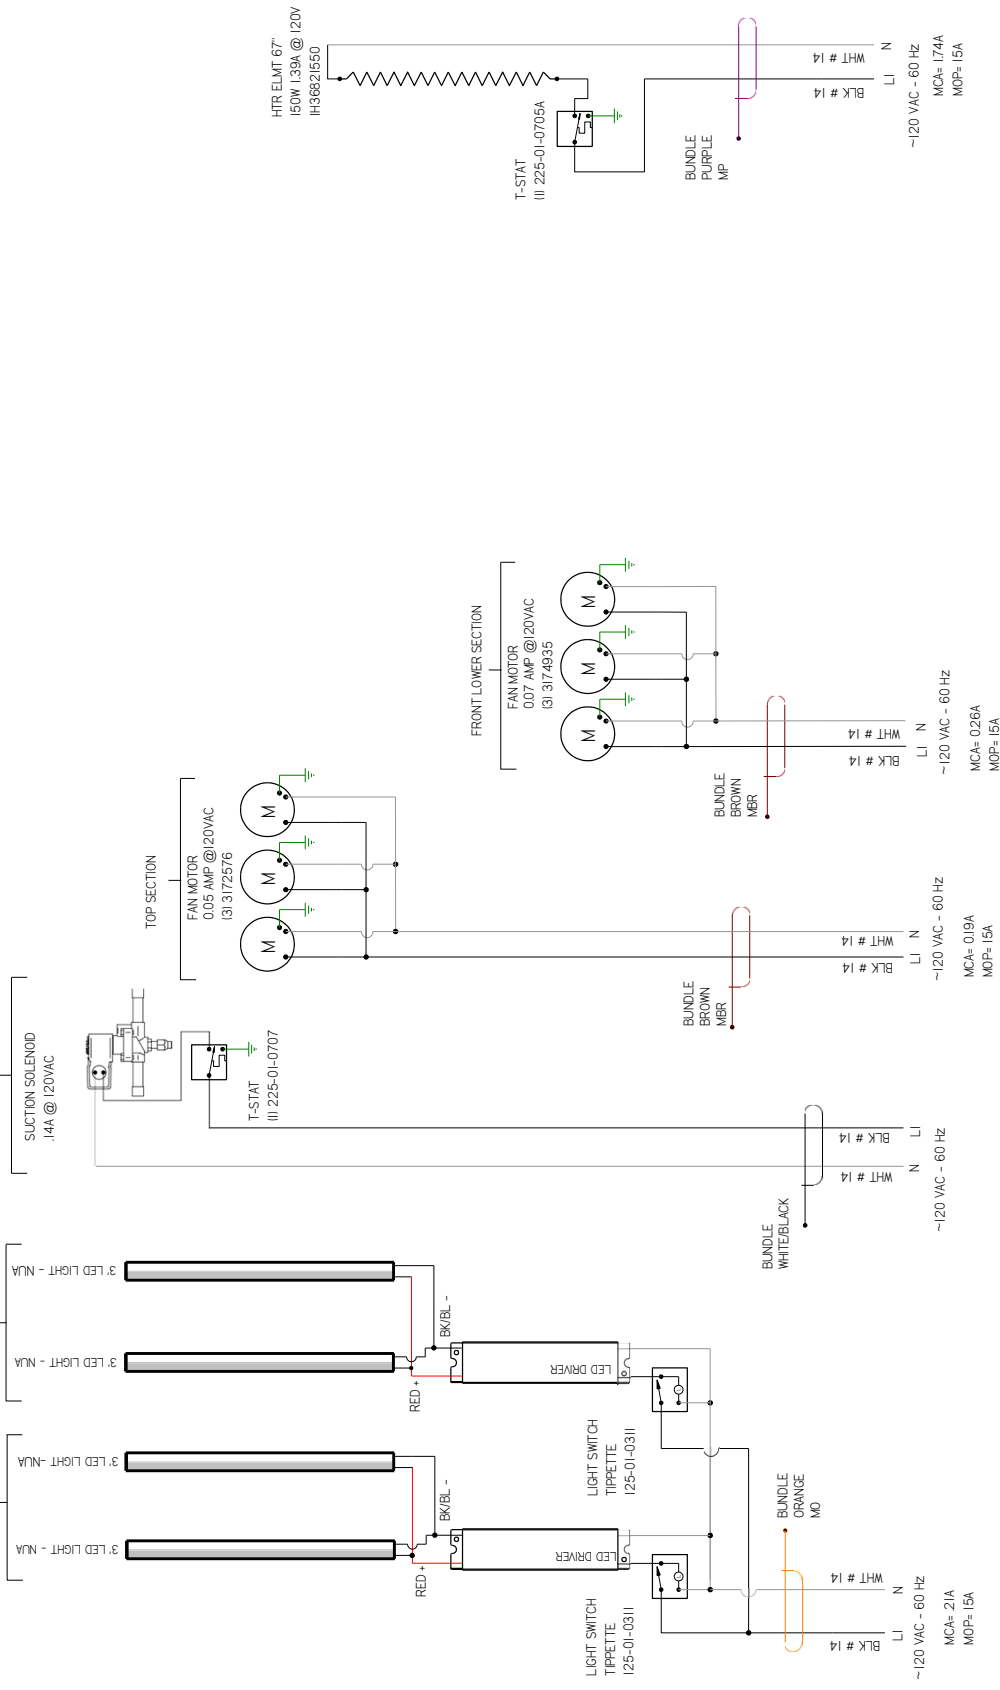 HTR ELMT 67"
150W 1.39A @ 120V
1H36821550
T-STAT
(1) 225-01-0705A
WHT # 14
N
BLK # 14
L1
BUNDLE
PURPLE
MP
~120 VAC - 60 Hz
MCA= 1.74A
MOP= 15A
FRONT LOWER SECTION
FAN MOTOR
0.07 AMP @120VAC
(3) 3174935
M
M
M
BUNDLE
BROWN
MBR
WHT # 14
N
BLK # 14
L1
~120 VAC - 60 Hz
MCA= 0.26A
MOP= 15A
TOP SECTION
FAN MOTOR
0.05 AMP @120VAC
(3) 3172576
M
M
M
BUNDLE
BROWN
MBR
WHT # 14
N
BLK # 14
L1
~120 VAC - 60 Hz
MCA= 0.19A
MOP= 15A
SUCTION SOLENOID
.14A @ 120VAC
T-STAT
(1) 225-01-0707
BUNDLE
WHITE/BLACK
BLK # 14
L1
WHT # 14
N
~120 VAC - 60 Hz
3' LED LIGHT - NUA
3' LED LIGHT - NUA
BK/BL -
RED +
LED DRIVER
LIGHT SWITCH
TIPPETTE
125-01-0311
3' LED LIGHT -NUA
3' LED LIGHT - NUA
BK/BL -
RED +
LED DRIVER
LIGHT SWITCH
TIPPETTE
125-01-0311
BUNDLE
ORANGE
MO
WHT # 14
N
BLK # 14
L1
~120 VAC - 60 Hz
MCA= .21A
MOP= 15A